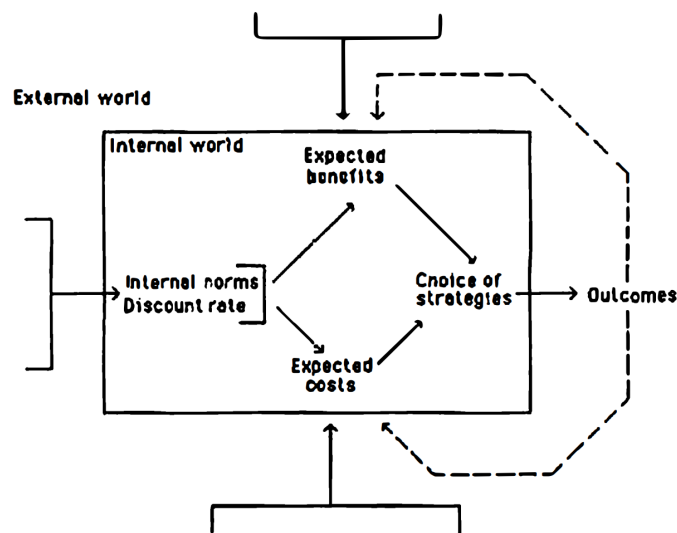 External world
Internal world
Expected
benefits
Internal norms
Discount rate
Choice of
strategies
Outcomes
Expected
costs